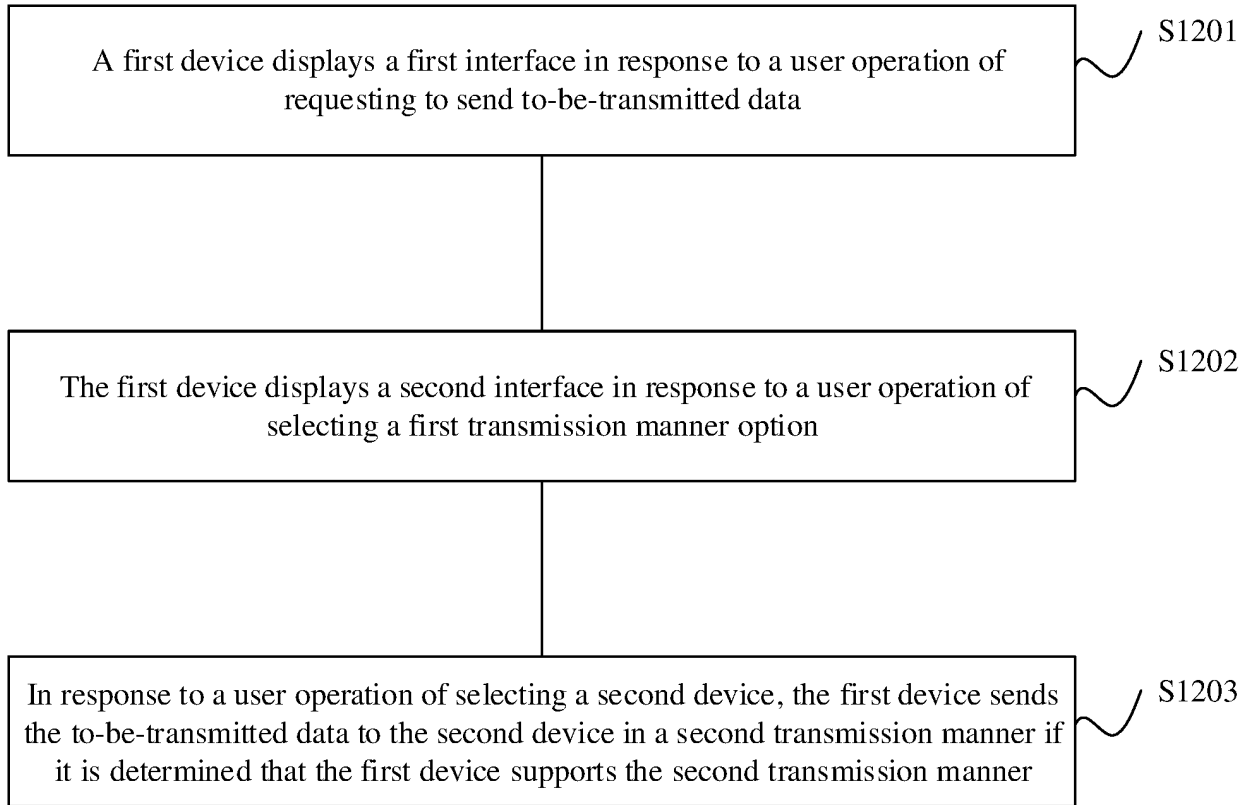 A first device displays a first interface in response to a user operation of
requesting to send to-be-transmitted data
S1201
The first device displays a second interface in response to a user operation of
selecting a first transmission manner option
S1202
In response to a user operation of selecting a second device, the first device sends
the to-be-transmitted data to the second device in a second transmission manner if
it is determined that the first device supports the second transmission manner
S1203